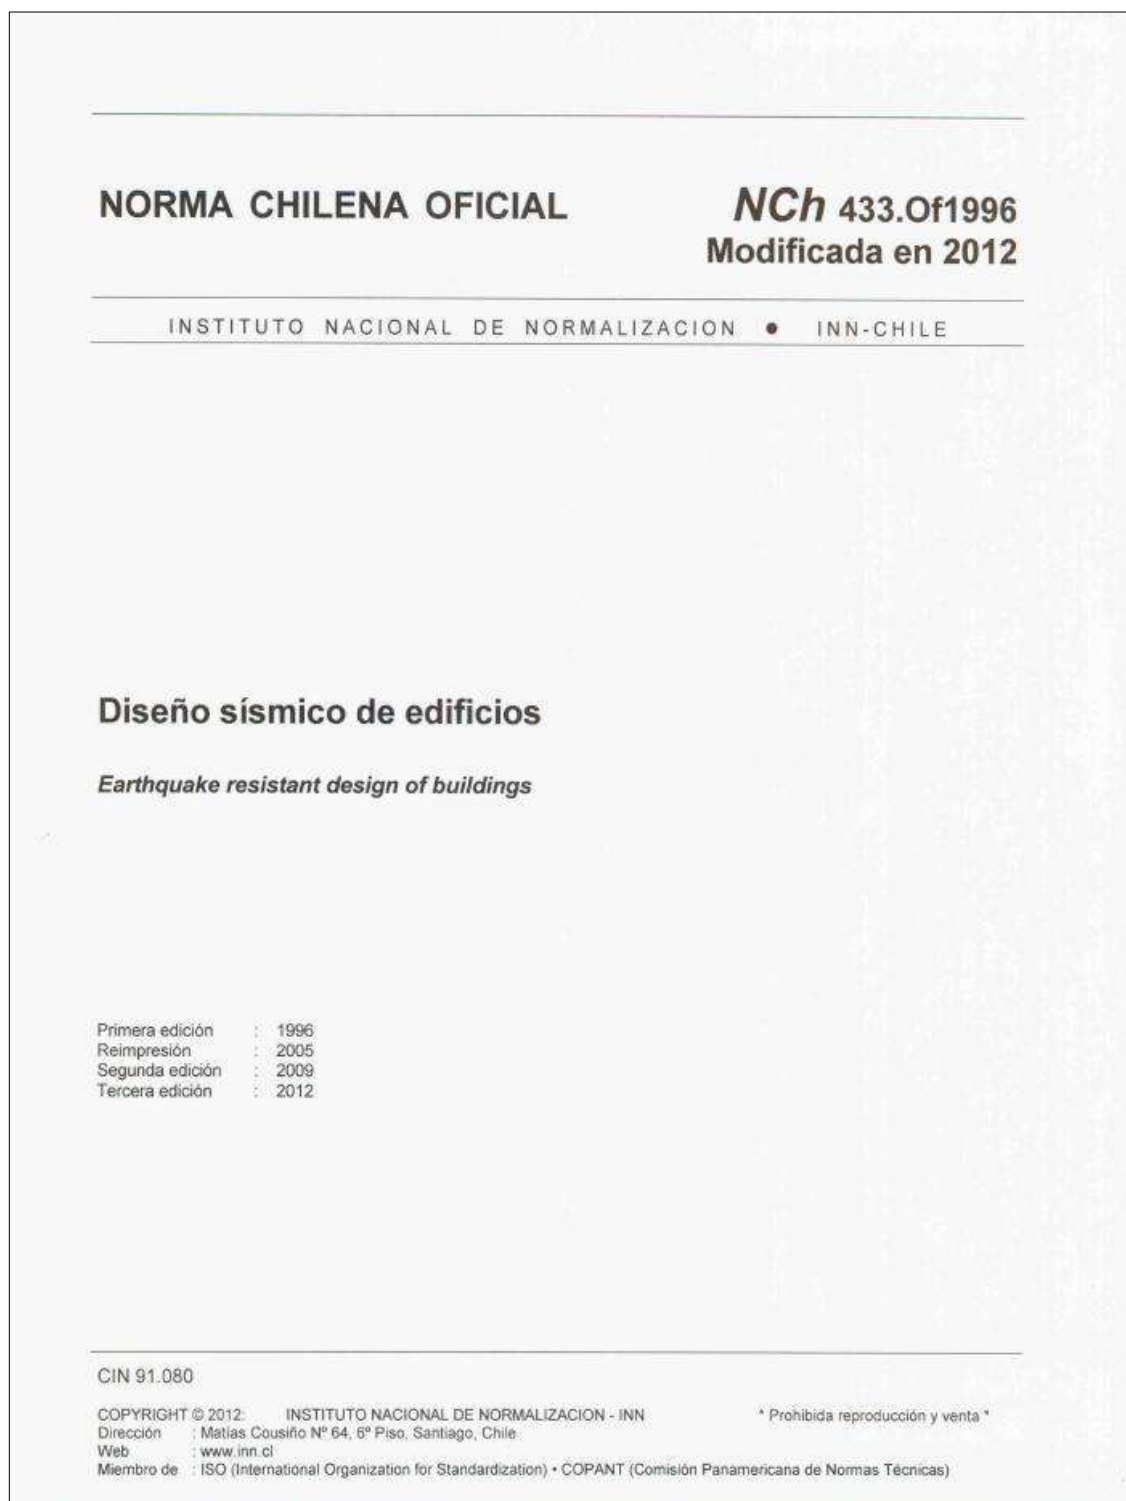 NORMA CHILENA OFICIAL
NCh 433.Of1996
Modificada en 2012
INSTITUTO NACIONAL DE NORMALIZACION • INN-CHILE
Diseño sísmico de edificios
Earthquake resistant design of buildings
Primera edición : 1996
Reimpresión : 2005
Segunda edición : 2009
Tercera edición : 2012
CIN 91.080
COPYRIGHT © 2012: INSTITUTO NACIONAL DE NORMALIZACION - INN * Prohibida reproducción y venta *
Dirección : Matías Cousiño Nº 64, 6º Piso, Santiago, Chile
Web : www.inn.cl
Miembro de : ISO (International Organization for Standardization) • COPANT (Comisión Panamericana de Normas Técnicas)